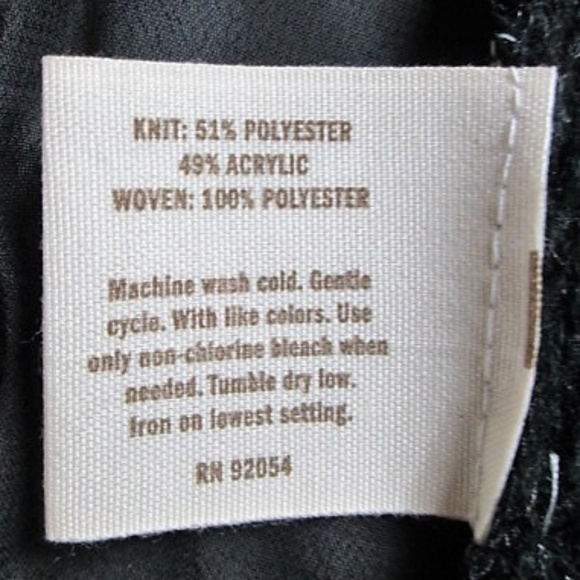 KNIT: 51% POLYESTER
49% ACRYLIC
WOVEN: 100% POLYESTER
Machine wash cold. Gentle
cycle. With like colors. Use
only non-chlorine bleach when
needed. Tumble dry low.
Iron on lowest setting.
RN 92054